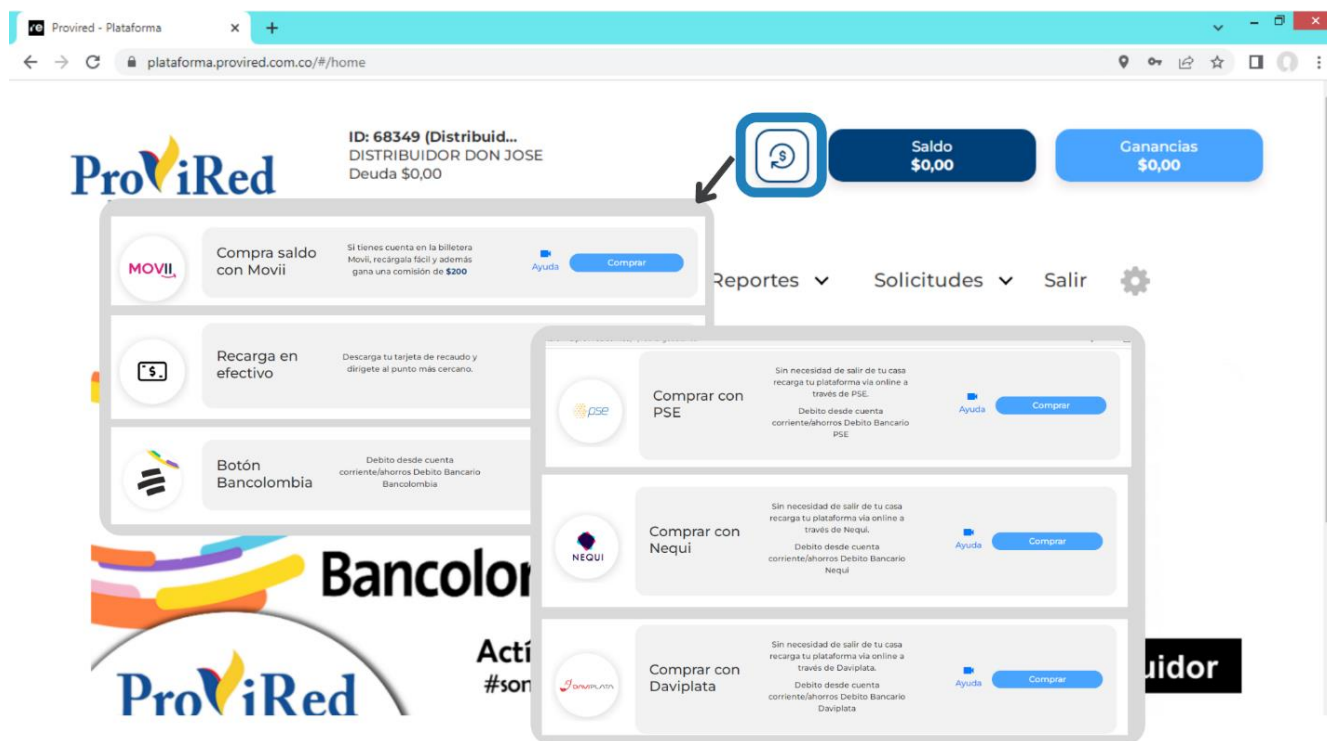 re Provired - Plataforma
plataforma.provired.com.co/#/home
ID: 68349 (Distribuid...
DISTRIBUIDOR DON JOSE
Deuda $0,00
ProViRed
Saldo
$0,00
Ganancias
$0,00
Reportes
Solicitudes
Salir
MOVII
Compra saldo
con Movii
Si tienes cuenta en la billetera
Movii, recárgala fácil y además
gana una comisión de $200
Ayuda
Comprar
Recarga en
efectivo
Descarga tu tarjeta de recaudo y
dirigete al punto más cercano.
Botón
Bancolombia
Debito desde cuenta
corriente/ahorros Debito Bancario
Bancolombia
pse
Comprar con
PSE
Sin necesidad de salir de tu casa
recarga tu plataforma vía online a
través de PSE.
Debito desde cuenta
corriente/ahorros Debito Bancario
PSE
Ayuda
Comprar
NEQUI
Comprar con
Nequi
Sin necesidad de salir de tu casa
recarga tu plataforma vía online a
través de Nequi.
Debito desde cuenta
corriente/ahorros Debito Bancario
Nequi
Ayuda
Comprar
DAVIPLATA
Comprar con
Daviplata
Sin necesidad de salir de tu casa
recarga tu plataforma vía online a
través de Daviplata.
Debito desde cuenta
corriente/ahorros Debito Bancario
Daviplata
Ayuda
Comprar
Bancolor
Actí
#son
uidor
ProViRed